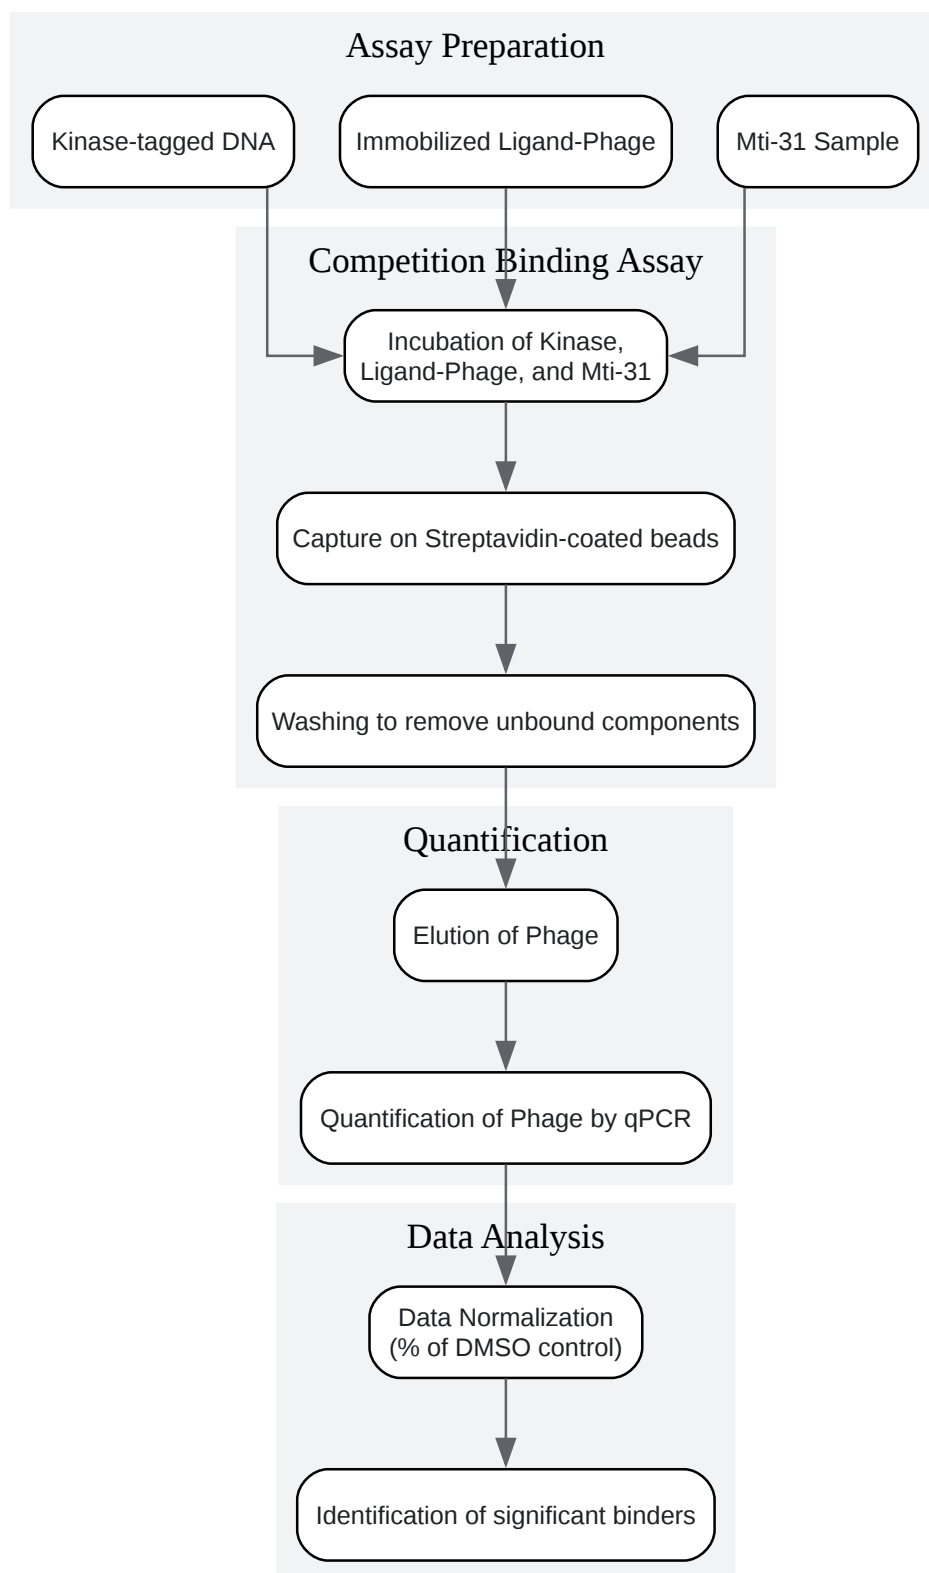 Assay Preparation
Kinase-tagged DNA
Immobilized Ligand-Phage
Mti-31 Sample
Competition Binding Assay
Incubation of Kinase,
Ligand-Phage, and Mti-31
Capture on Streptavidin-coated beads
Washing to remove unbound components
Quantification
Elution of Phage
Quantification of Phage by qPCR
Data Analysis
Data Normalization
(% of DMSO control)
Identification of significant binders